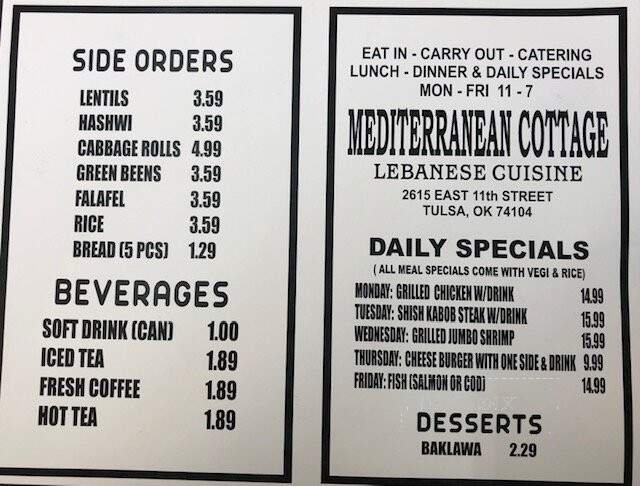 SIDE ORDERS
LENTILS 3.59
HASHWI 3.59
CABBAGE ROLLS 4.99
GREEN BEENS 3.59
FALAFEL 3.59
RICE 3.59
BREAD (5 PCS) 1.29
BEVERAGES
SOFT DRINK (CAN) 1.00
ICED TEA 1.89
FRESH COFFEE 1.89
HOT TEA 1.89
EAT IN - CARRY OUT - CATERING
LUNCH - DINNER & DAILY SPECIALS
MON - FRI 11 - 7
MEDITERRANEAN COTTAGE
LEBANESE CUISINE
2615 EAST 11th STREET
TULSA, OK 74104
DAILY SPECIALS
( ALL MEAL SPECIALS COME WITH VEGI & RICE)
MONDAY: GRILLED CHICKEN W/DRINK 14.99
TUESDAY: SHISH KABOB STEAK W/DRINK 15.99
WEDNESDAY: GRILLED JUMBO SHRIMP 15.99
THURSDAY: CHEESE BURGER WITH ONE SIDE & DRINK 9.99
FRIDAY: FISH (SALMON OR COD) 14.99
DESSERTS
BAKLAWA 2.29